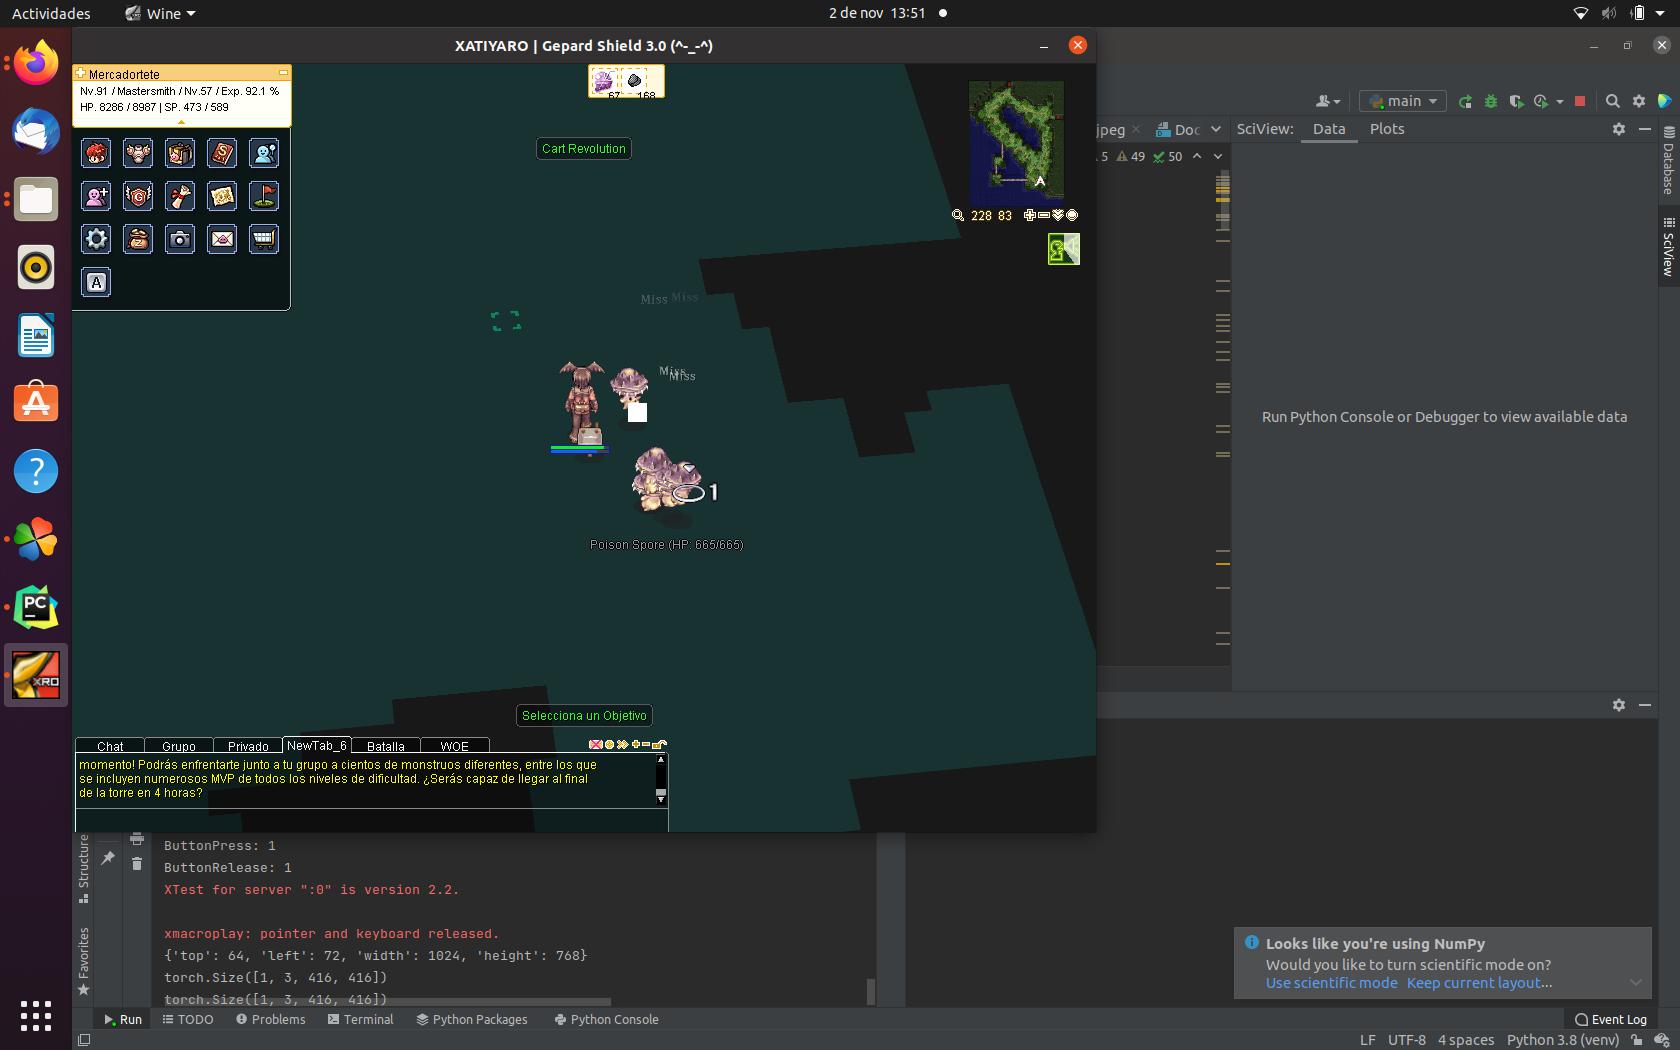 Actividades
Wine
2 de nov 13:51
XATIYARO | Gepard Shield 3.0 (^-_-^)
Mercadortete
Nv.91 / Mastersmith / Nv.57 / Exp. 92.1 %
HP. 8286 / 8987 | SP. 473 / 589
67 168
Cart Revolution
228 83
main
jpeg
Doc
SciView:
Data
Plots
5 49 50
Database
SciView
Miss Miss
Miss
Miss
1
Poison Spore (HP: 665/665)
Run Python Console or Debugger to view available data
Selecciona un Objetivo
Chat
Grupo
Privado
NewTab_6
Batalla
WOE
momento! Podrás enfrentarte junto a tu grupo a cientos de monstruos diferentes, entre los que
se incluyen numerosos MVP de todos los niveles de dificultad. ¿Serás capaz de llegar al final
de la torre en 4 horas?
XRO
PC
Structure
Favorites
ButtonPress: 1
ButtonRelease: 1
XTest for server ":0" is version 2.2.
xmacroplay: pointer and keyboard released.
{'top': 64, 'left': 72, 'width': 1024, 'height': 768}
torch.Size([1, 3, 416, 416])
torch.Size([1, 3, 416, 416])
Looks like you're using NumPy
Would you like to turn scientific mode on?
Use scientific mode Keep current layout...
Run
TODO
Problems
Terminal
Python Packages
Python Console
Event Log
LF UTF-8 4 spaces Python 3.8 (venv)